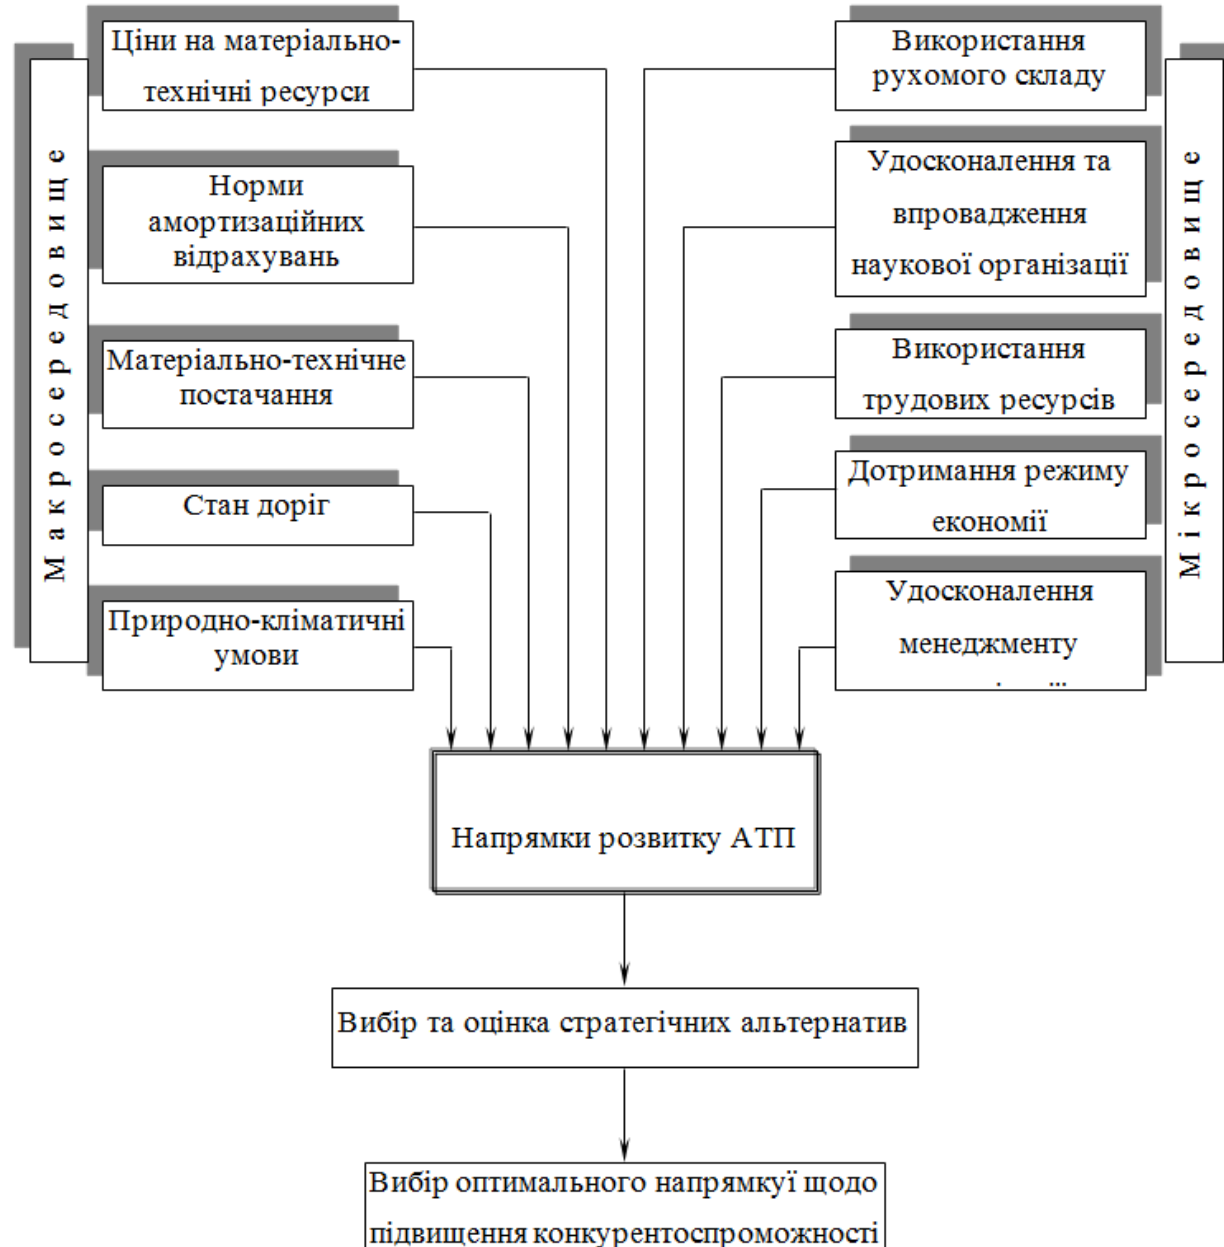 Макросередовище
Ціни на матеріально-
технічні ресурси
Норми
амортизаційних
відрахувань
Матеріально-технічне
постачання
Стан доріг
Природно-кліматичні
умови
Використання
рухомого складу
Удосконалення та
впровадження
наукової організації
Використання
трудових ресурсів
Дотримання режиму
економії
Удосконалення
менеджменту
Мікросередовище
Напрямки розвитку АТП
Вибір та оцінка стратегічних альтернатив
Вибір оптимального напрямкуї щодо
підвищення конкурентоспроможності